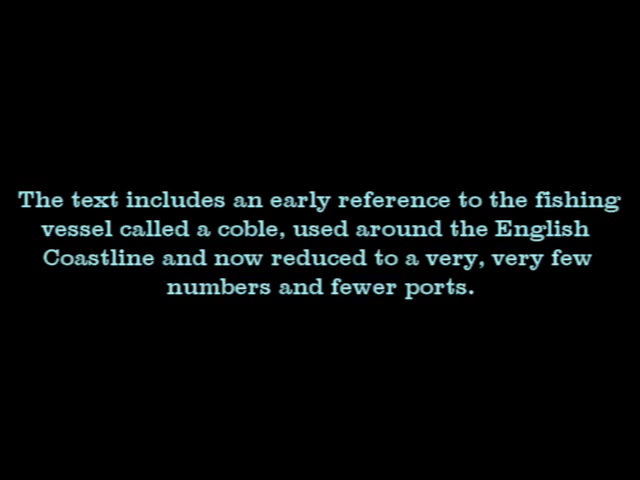 The text includes an early reference to the fishing
vessel called a coble, used around the English
Coastline and now reduced to a very, very few
numbers and fewer ports.